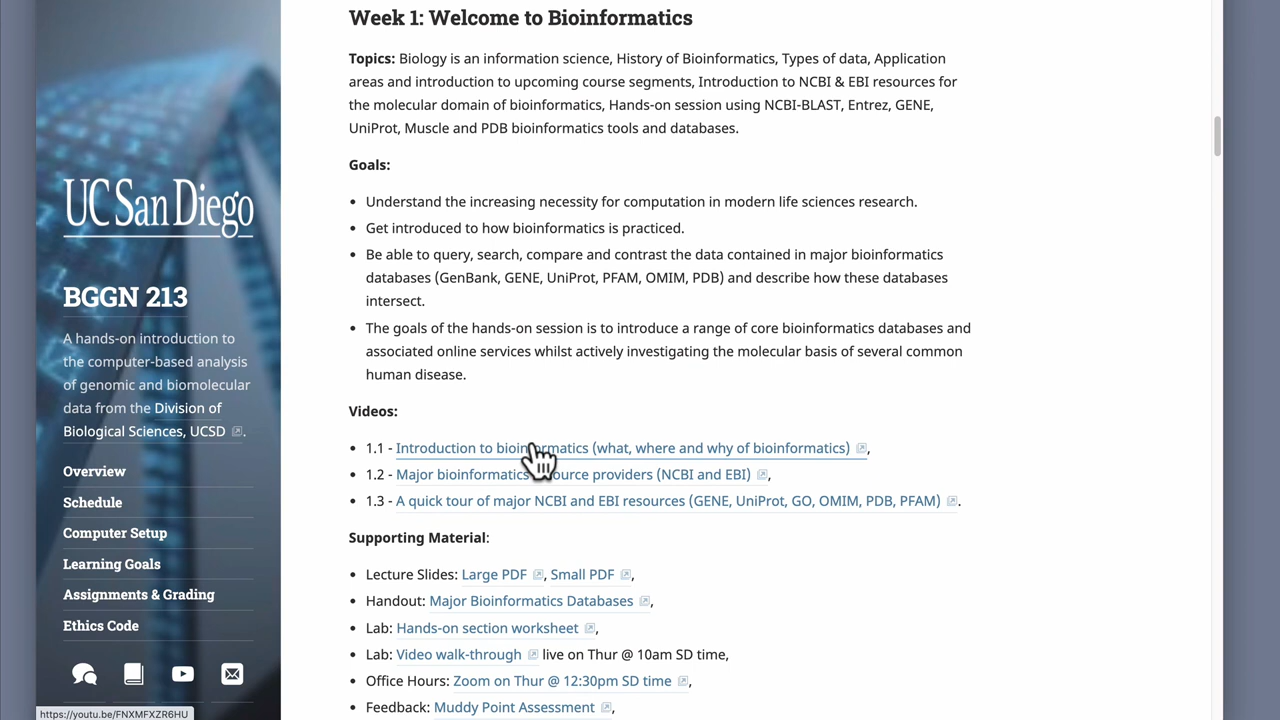 UC San Diego
BGGN 213
A hands-on introduction to
the computer-based analysis
of genomic and biomolecular
data from the Division of
Biological Sciences, UCSD .
Overview
Schedule
Computer Setup
Learning Goals
Assignments & Grading
Ethics Code
Week 1: Welcome to Bioinformatics
Topics: Biology is an information science, History of Bioinformatics, Types of data, Application
areas and introduction to upcoming course segments, Introduction to NCBI & EBI resources for
the molecular domain of bioinformatics, Hands-on session using NCBI-BLAST, Entrez, GENE,
UniProt, Muscle and PDB bioinformatics tools and databases.
Goals:
• Understand the increasing necessity for computation in modern life sciences research.
• Get introduced to how bioinformatics is practiced.
• Be able to query, search, compare and contrast the data contained in major bioinformatics
databases (GenBank, GENE, UniProt, PFAM, OMIM, PDB) and describe how these databases
intersect.
• The goals of the hands-on session is to introduce a range of core bioinformatics databases and
associated online services whilst actively investigating the molecular basis of several common
human disease.
Videos:
• 1.1 - Introduction to bioinformatics (what, where and why of bioinformatics) ,
• 1.2 - Major bioinformatics providers (NCBI and EBI) ,
• 1.3 - A quick tour of major NCBI and EBI resources (GENE, UniProt, GO, OMIM, PDB, PFAM) .
Supporting Material:
• Lecture Slides: Large PDF , Small PDF ,
• Handout: Major Bioinformatics Databases ,
• Lab: Hands-on section worksheet ,
• Lab: Video walk-through live on Thur @ 10am SD time,
• Office Hours: Zoom on Thur @ 12:30pm SD time ,
• Feedback: Muddy Point Assessment ,
https://youtu.be/FNXMFXZR6HU